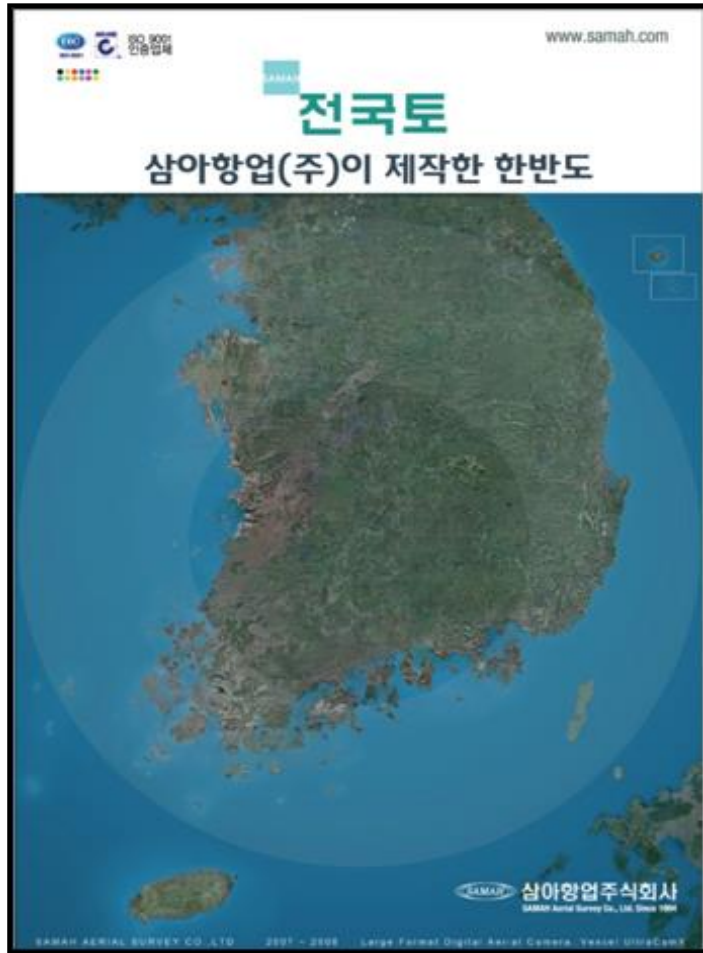 ISO 9001
인증업체
www.samah.com
SAMAH
전국토
삼아항업(주)이 제작한 한반도
SAMAH 삼아항업주식회사
SAMAH Aerial Survey Co., Ltd. Since 1984
SAMAH AERIAL SURVEY CO.,LTD 2007 - 2008 Large Format Digital Aerial Camera, Vexcel UltraCamX